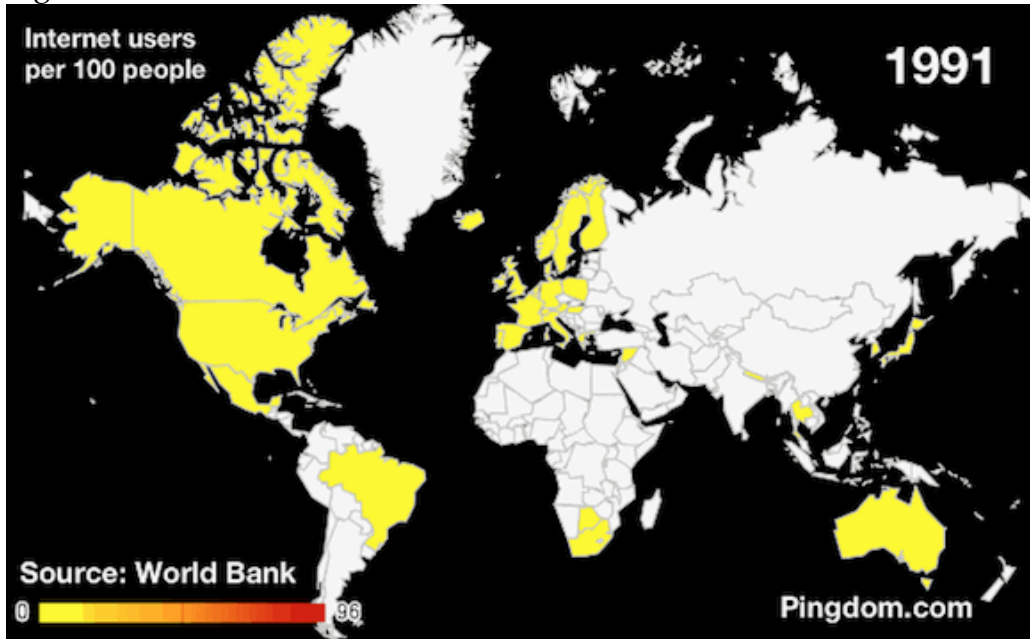 Internet users
per 100 people
1991
Source: World Bank
0
96
Pingdom.com